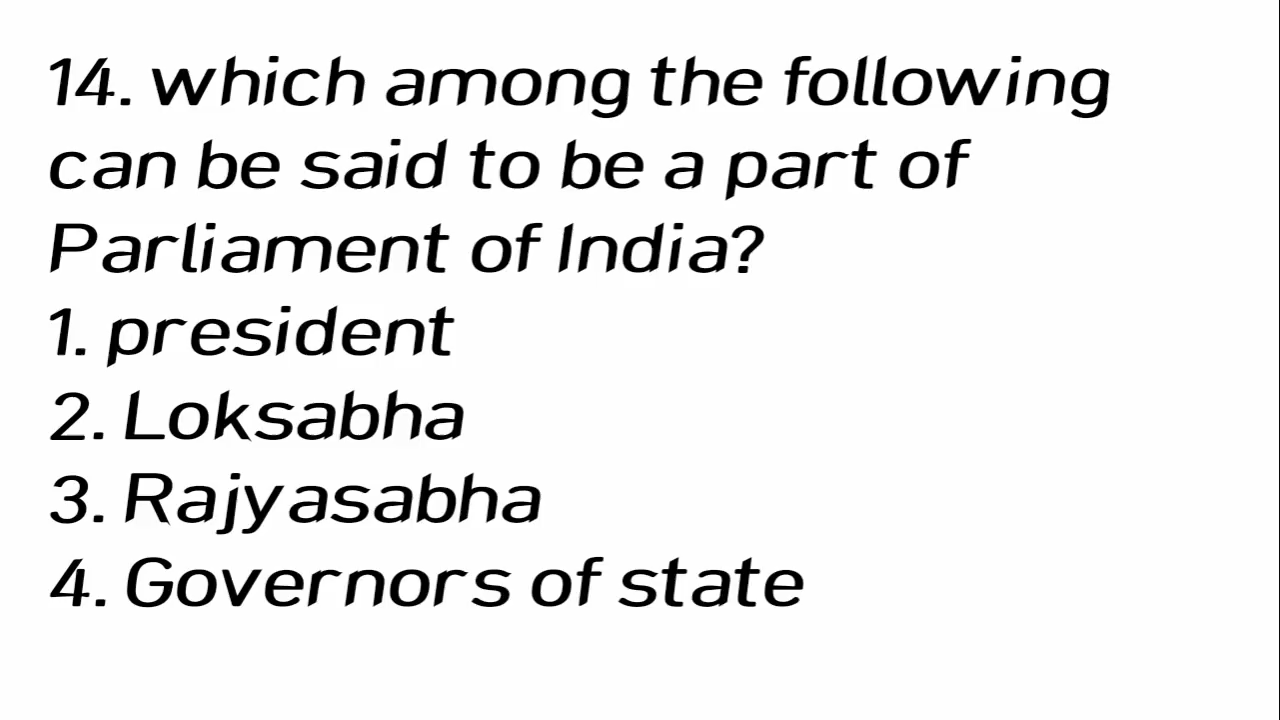 14. which among the following
can be said to be a part of
Parliament of India?
1. president
2. Loksabha
3. Rajyasabha
4. Governors of state